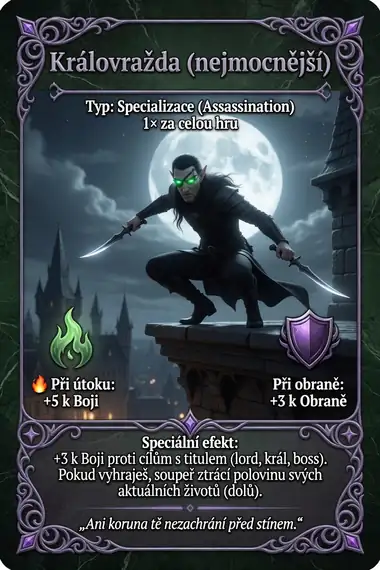 Královražda (nejmocnější)
Typ: Specializace (Assassination)
1× za celou hru
🔥 Při útoku:
+5 k Boji
Při obraně:
+3 k Obraně
Speciální efekt:
+3 k Boji proti cílům s titulem (lord, král, boss).
Pokud vyhraješ, soupeř ztrácí polovinu svých
aktuálních životů (dolů).
„Ani koruna tě nezachrání před stínem.“